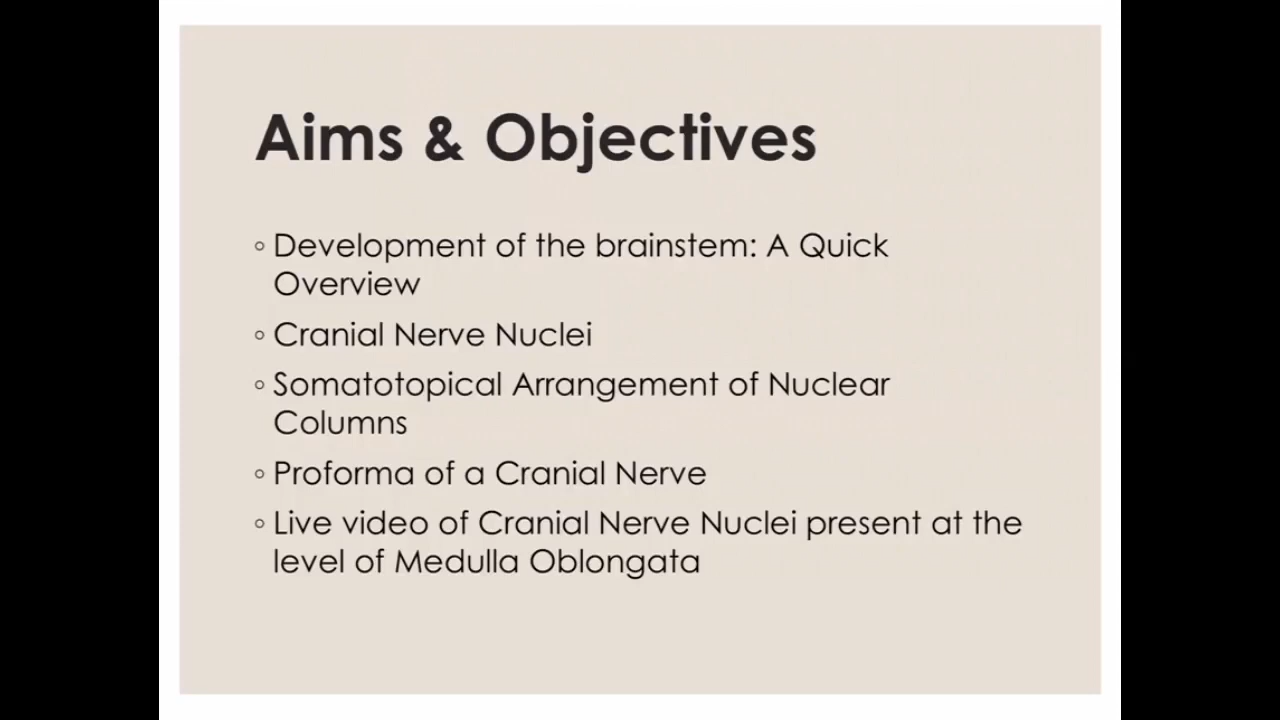 Aims & Objectives
◦ Development of the brainstem: A Quick
Overview
◦ Cranial Nerve Nuclei
◦ Somatotopical Arrangement of Nuclear
Columns
◦ Proforma of a Cranial Nerve
◦ Live video of Cranial Nerve Nuclei present at the
level of Medulla Oblongata